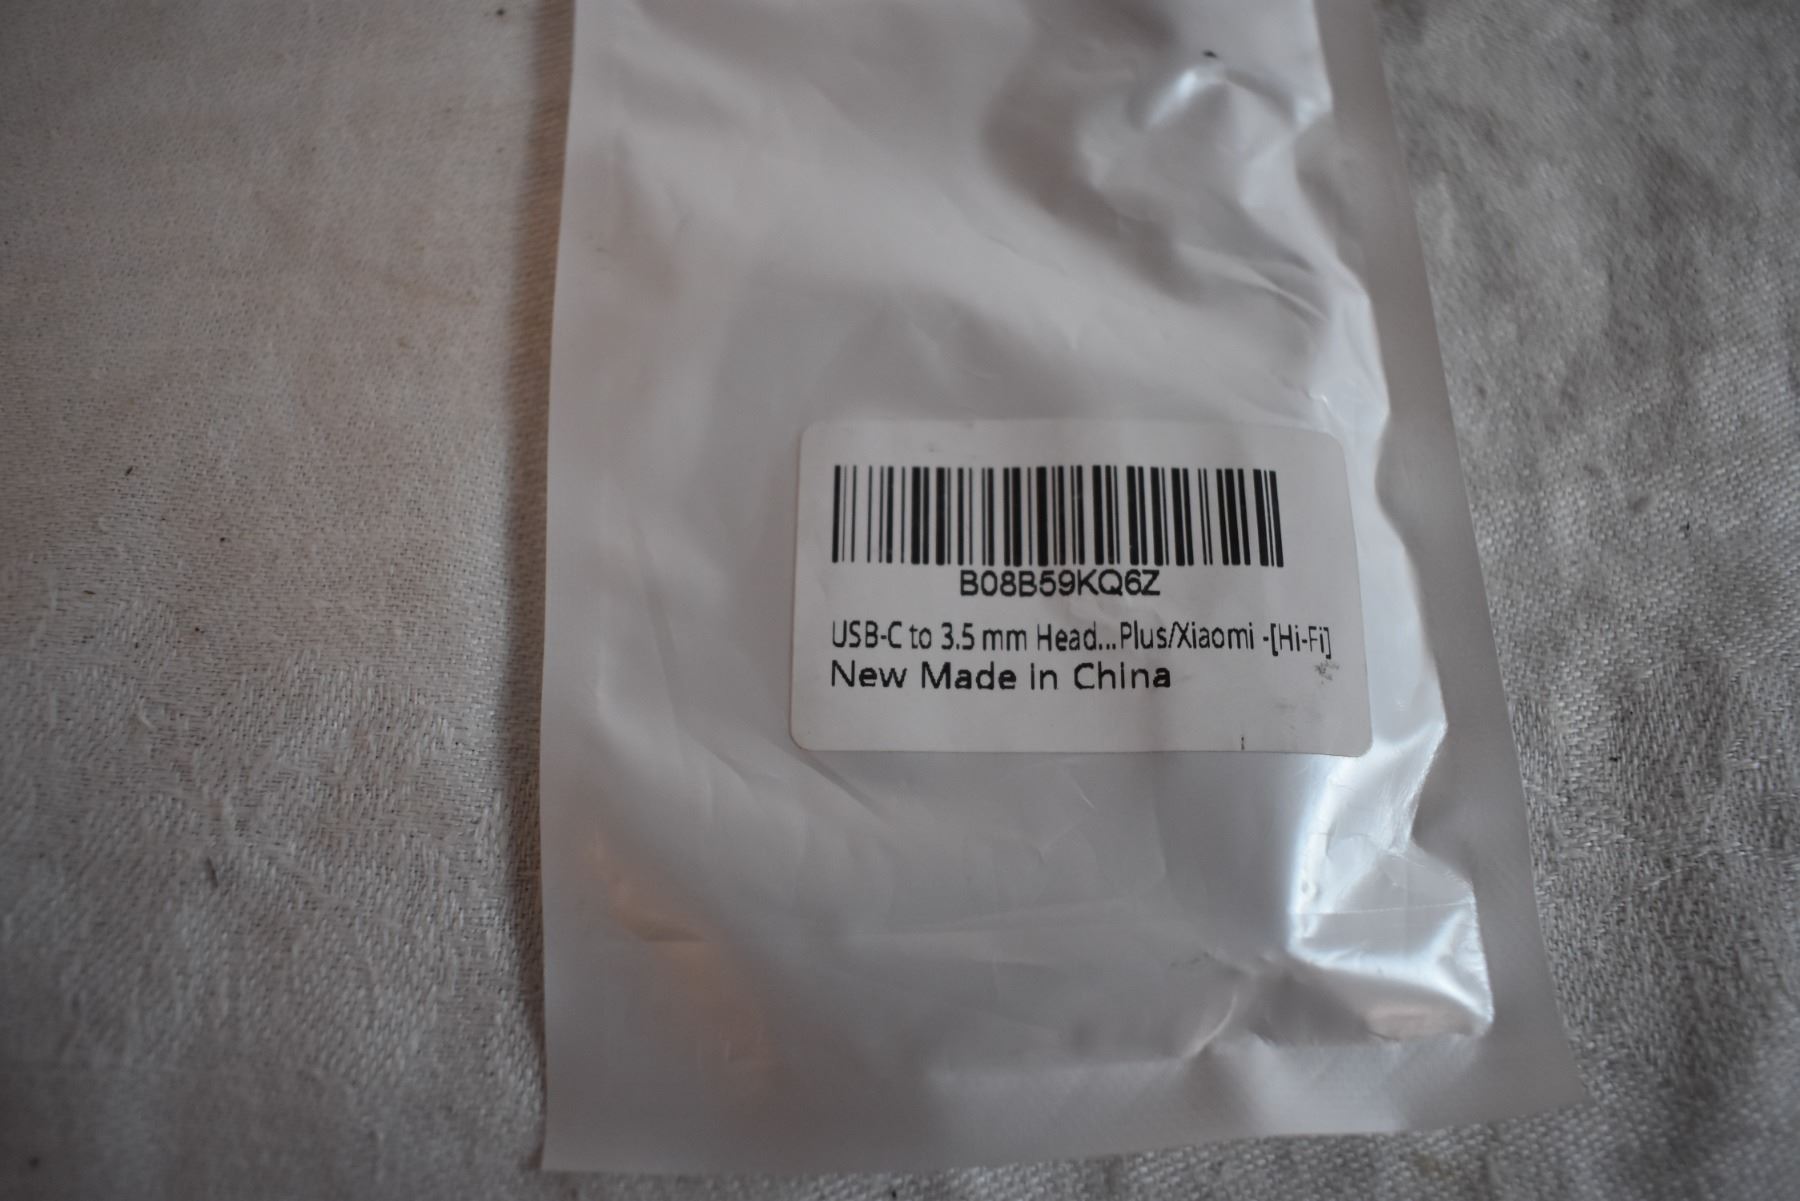 B08B59KQ6Z
USB-C to 3.5 mm Head...Plus/Xiaomi -[Hi-Fi]
New Made in China